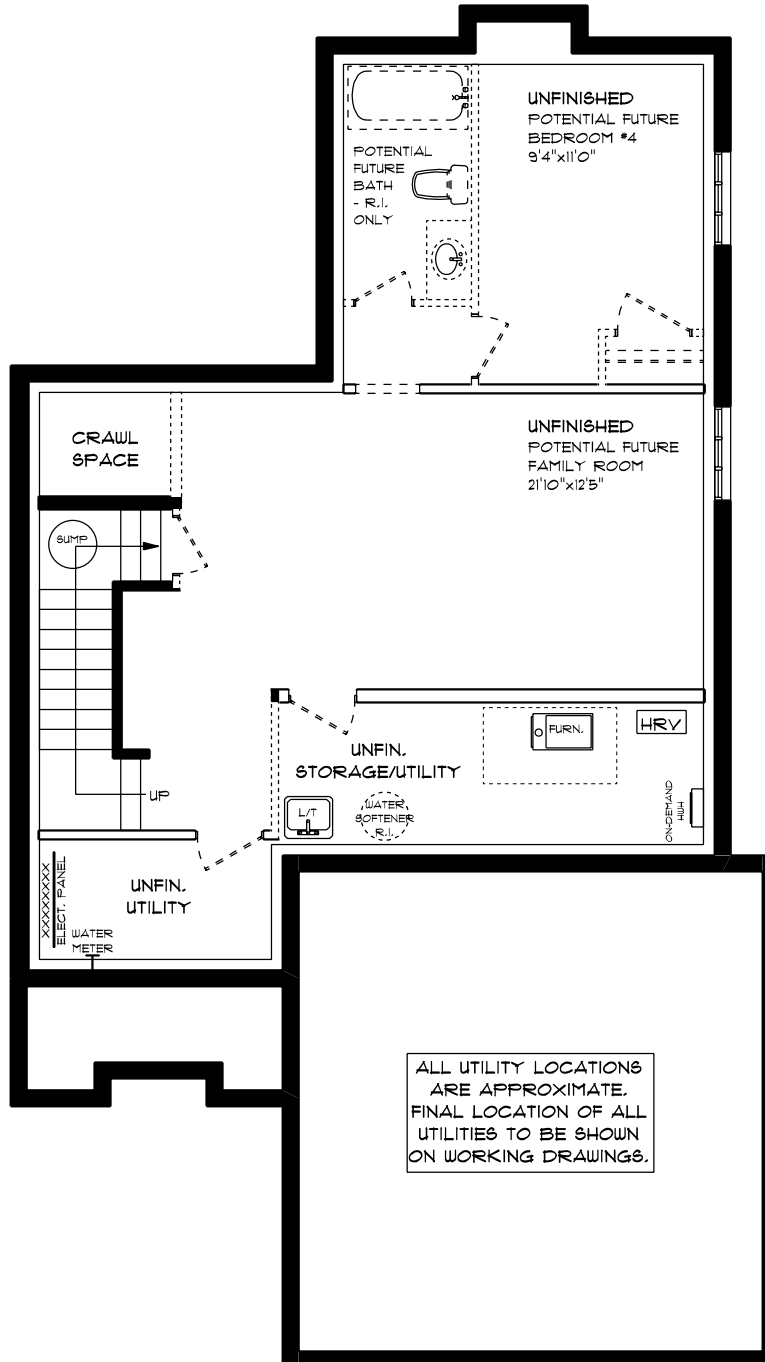 UNFINISHED
POTENTIAL FUTURE
BEDROOM #4
9'4"x11'0"
POTENTIAL
FUTURE
BATH
- R.I.
ONLY
CRAWL
SPACE
UNFINISHED
POTENTIAL FUTURE
FAMILY ROOM
21'10"x12'5"
SUMP
UP
FURN.
HRV
UNFIN.
STORAGE/UTILITY
L/T
WATER
SOFTENER
R.I.
ON-DEMAND
HWH
UNFIN.
UTILITY
XXXXXXXX
ELECT. PANEL
WATER
METER
ALL UTILITY LOCATIONS
ARE APPROXIMATE.
FINAL LOCATION OF ALL
UTILITIES TO BE SHOWN
ON WORKING DRAWINGS.